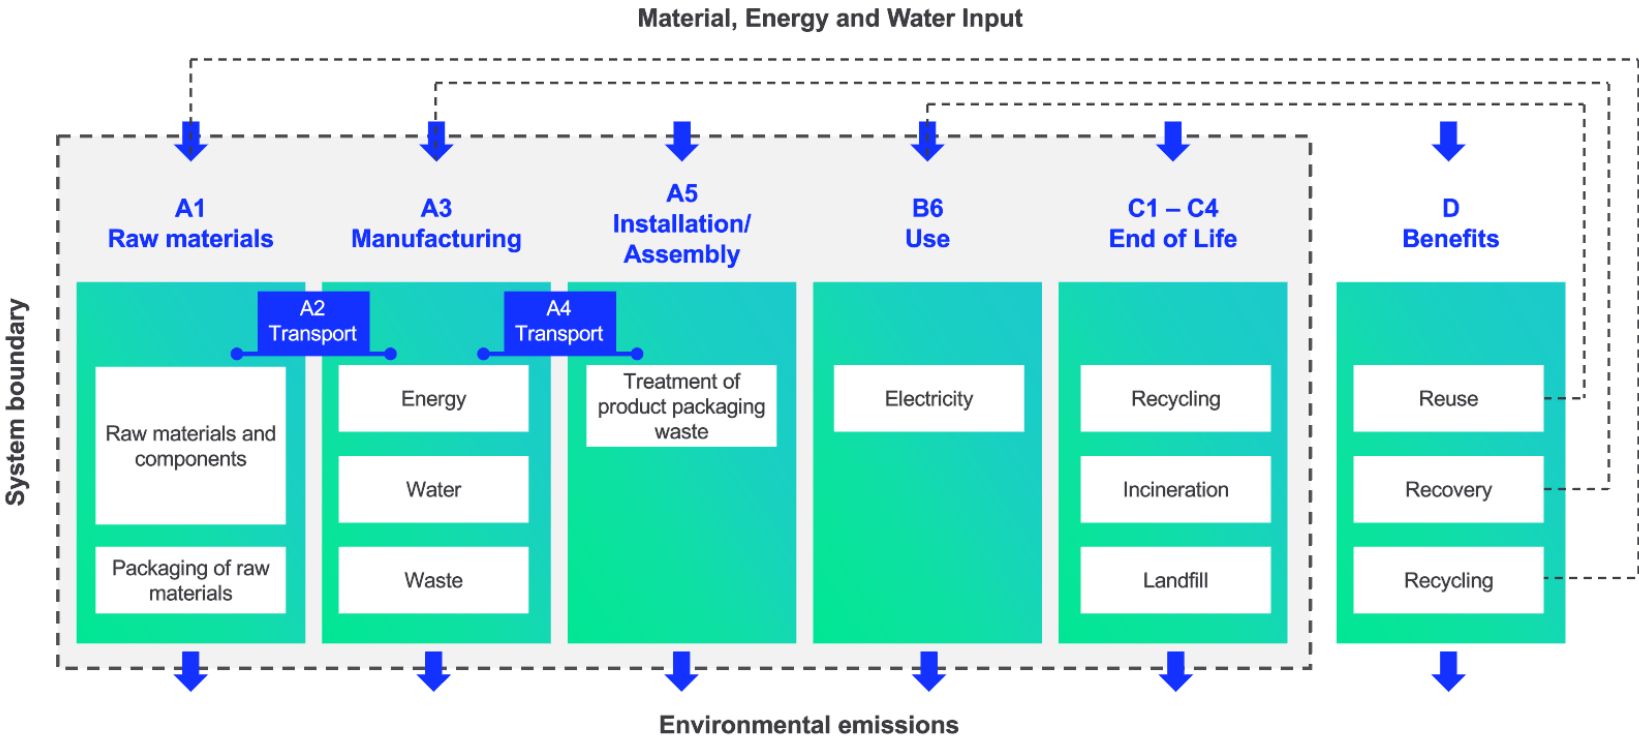 Material, Energy and Water Input
System boundary
A1
Raw materials
A3
Manufacturing
A5
Installation/
Assembly
B6
Use
C1 – C4
End of Life
D
Benefits
A2
Transport
A4
Transport
Raw materials and
components
Packaging of raw
materials
Energy
Water
Waste
Treatment of
product packaging
waste
Electricity
Recycling
Incineration
Landfill
Reuse
Recovery
Recycling
Environmental emissions